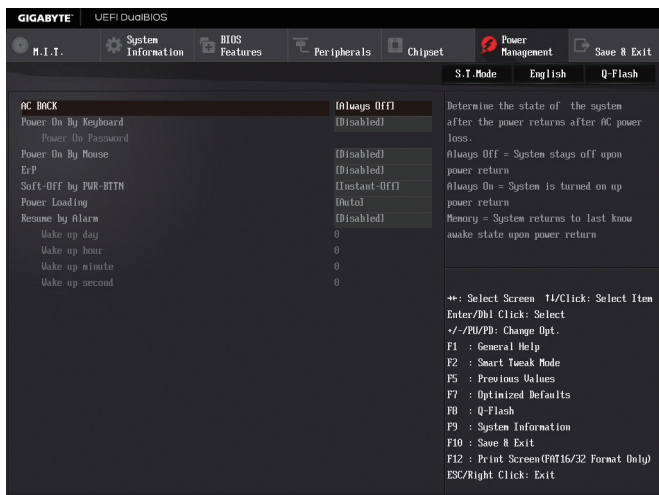 GIGABYTE™ UEFI DualBIOS
M.I.T.
System Information
BIOS Features
Peripherals
Chipset
Power Management
Save & Exit
S.T.Mode English Q-Flash
AC BACK [Always Off]
Power On By Keyboard [Disabled]
Power On Password
Power On By Mouse [Disabled]
ErP [Disabled]
Soft-Off by PWR-BTTN [Instant-Off]
Power Loading [Auto]
Resume by Alarm [Disabled]
Wake up day 0
Wake up hour 0
Wake up minute 0
Wake up second 0
Determine the state of the system
after the power returns after AC power
loss.
Always Off = System stays off upon
power return
Always On = System is turned on up
power return
Memory = System returns to last know
awake state upon power return
→←: Select Screen ↑↓/Click: Select Item
Enter/Dbl Click: Select
+/-/PU/PD: Change Opt.
F1 : General Help
F2 : Smart Tweak Mode
F5 : Previous Values
F7 : Optimized Defaults
F8 : Q-Flash
F9 : System Information
F10 : Save & Exit
F12 : Print Screen(FAT16/32 Format Only)
ESC/Right Click: Exit